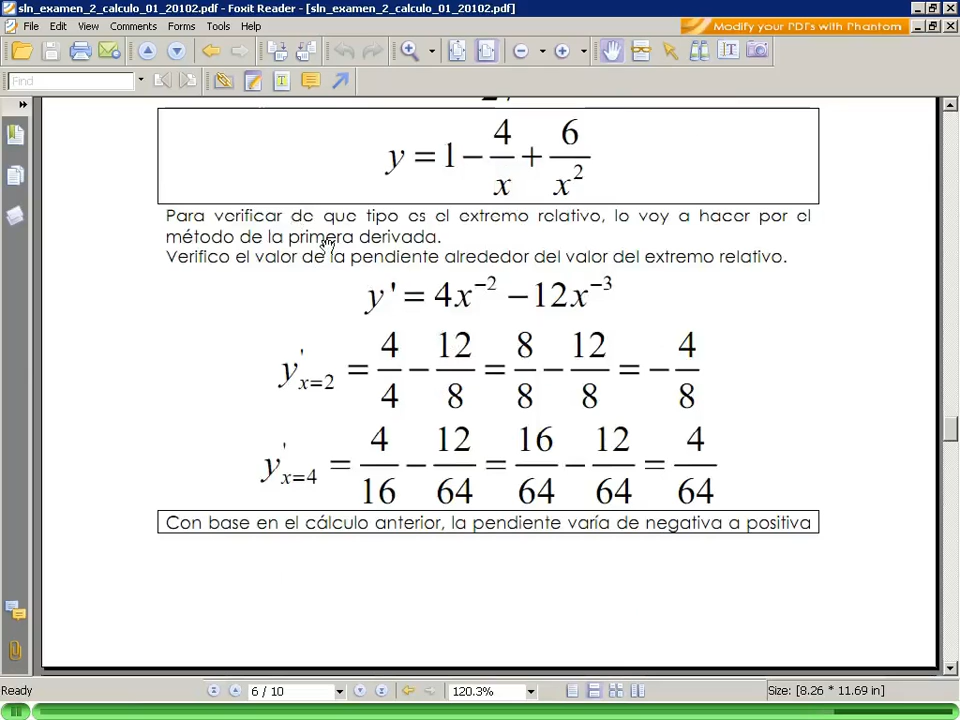 sln_examen_2_calculo_01_20102.pdf - Foxit Reader - [sln_examen_2_calculo_01_20102.pdf]
File Edit View Comments Forms Tools Help
Modify your PDFs with Phantom
Find
y = 1 - 4/x + 6/x²
Para verificar de que tipo es el extremo relativo, lo voy a hacer por el
método de la primera derivada.
Verifico el valor de la pendiente alrededor del valor del extremo relativo.
y' = 4x⁻² − 12x⁻³
y'ₓ₌₂ = 4/4 − 12/8 = 8/8 − 12/8 = − 4/8
y'ₓ₌₄ = 4/16 − 12/64 = 16/64 − 12/64 = 4/64
Con base en el cálculo anterior, la pendiente varía de negativa a positiva
Ready 6 / 10 120.3% Size: [8.26 * 11.69 in]